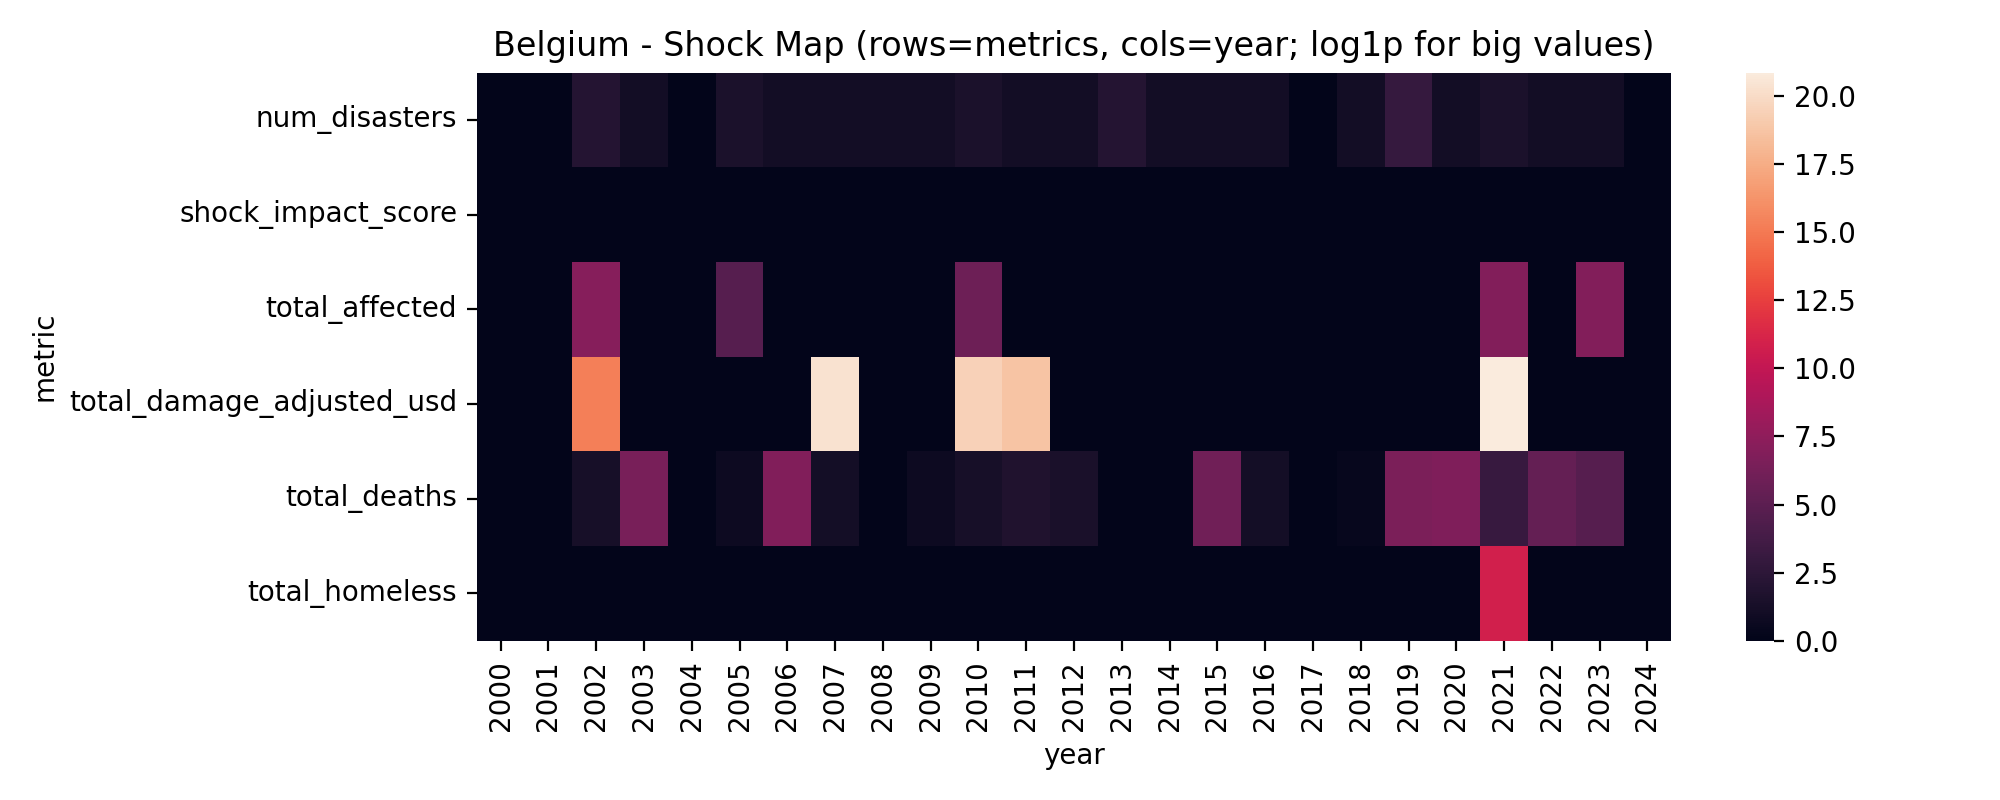 Belgium - Shock Map (rows=metrics, cols=year; log1p for big values)
metric
num_disasters
shock_impact_score
total_affected
total_damage_adjusted_usd
total_deaths
total_homeless
2000 2001 2002 2003 2004 2005 2006 2007 2008 2009 2010 2011 2012 2013 2014 2015 2016 2017 2018 2019 2020 2021 2022 2023 2024
year
20.0
17.5
15.0
12.5
10.0
7.5
5.0
2.5
0.0